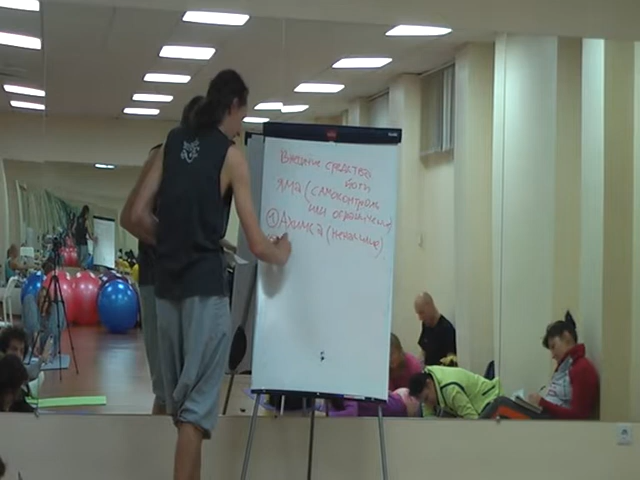 Внешние средства
йоги
Яма (самоконтроль
или ограничения)
① Ахимса (ненасилие)